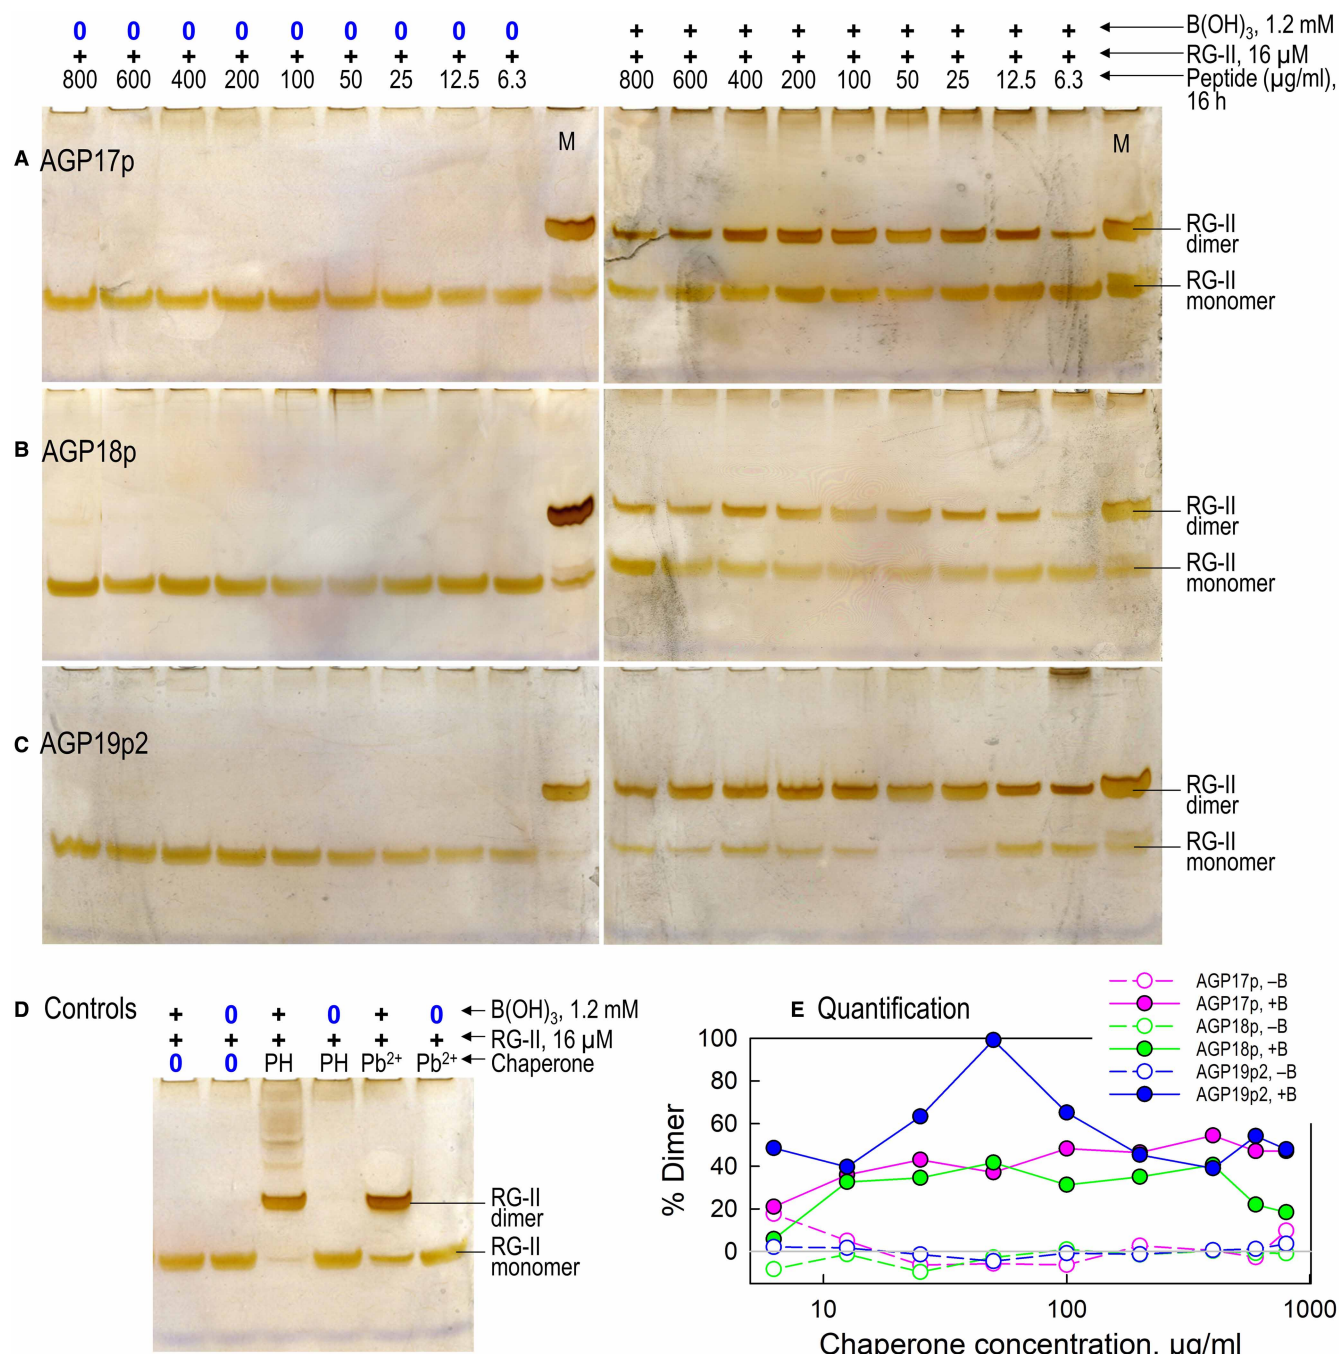 0 0 0 0 0 0 0 0 0 + + + + + + + + + B(OH)₃, 1.2 mM
+ + + + + + + + + + + + + + + + + + RG-II, 16 µM
800 600 400 200 100 50 25 12.5 6.3 800 600 400 200 100 50 25 12.5 6.3 Peptide (µg/ml),
16 h
A AGP17p M M
RG-II
dimer
RG-II
monomer
B AGP18p
RG-II
dimer
RG-II
monomer
C AGP19p2
RG-II
dimer
RG-II
monomer
D Controls + 0 + 0 + 0 B(OH)₃, 1.2 mM
+ + + + + + RG-II, 16 µM
0 0 PH PH Pb²⁺ Pb²⁺ Chaperone
RG-II
dimer
RG-II
monomer
E Quantification
AGP17p, –B
AGP17p, +B
AGP18p, –B
AGP18p, +B
AGP19p2, –B
AGP19p2, +B
100
80
60
40
20
0
% Dimer
10 100 1000
Chaperone concentration, µg/ml